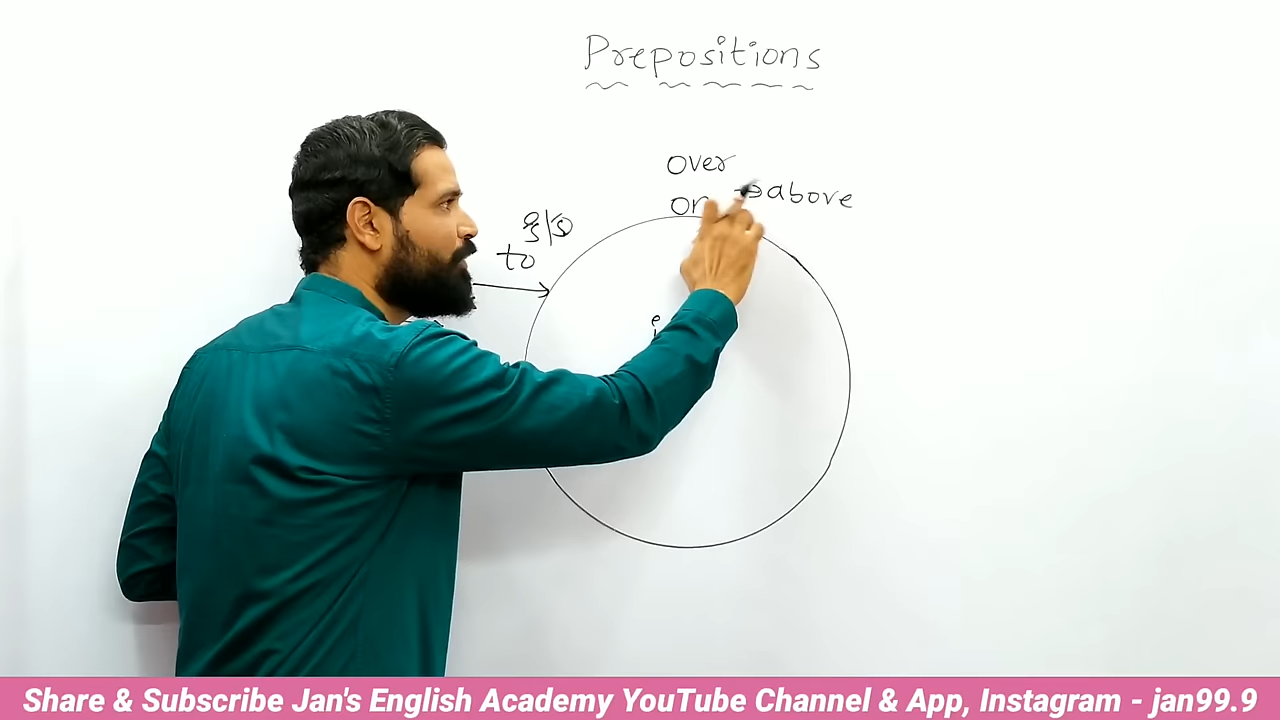 Prepositions
over
on
above
to
Share & Subscribe Jan's English Academy YouTube Channel & App, Instagram - jan99.9